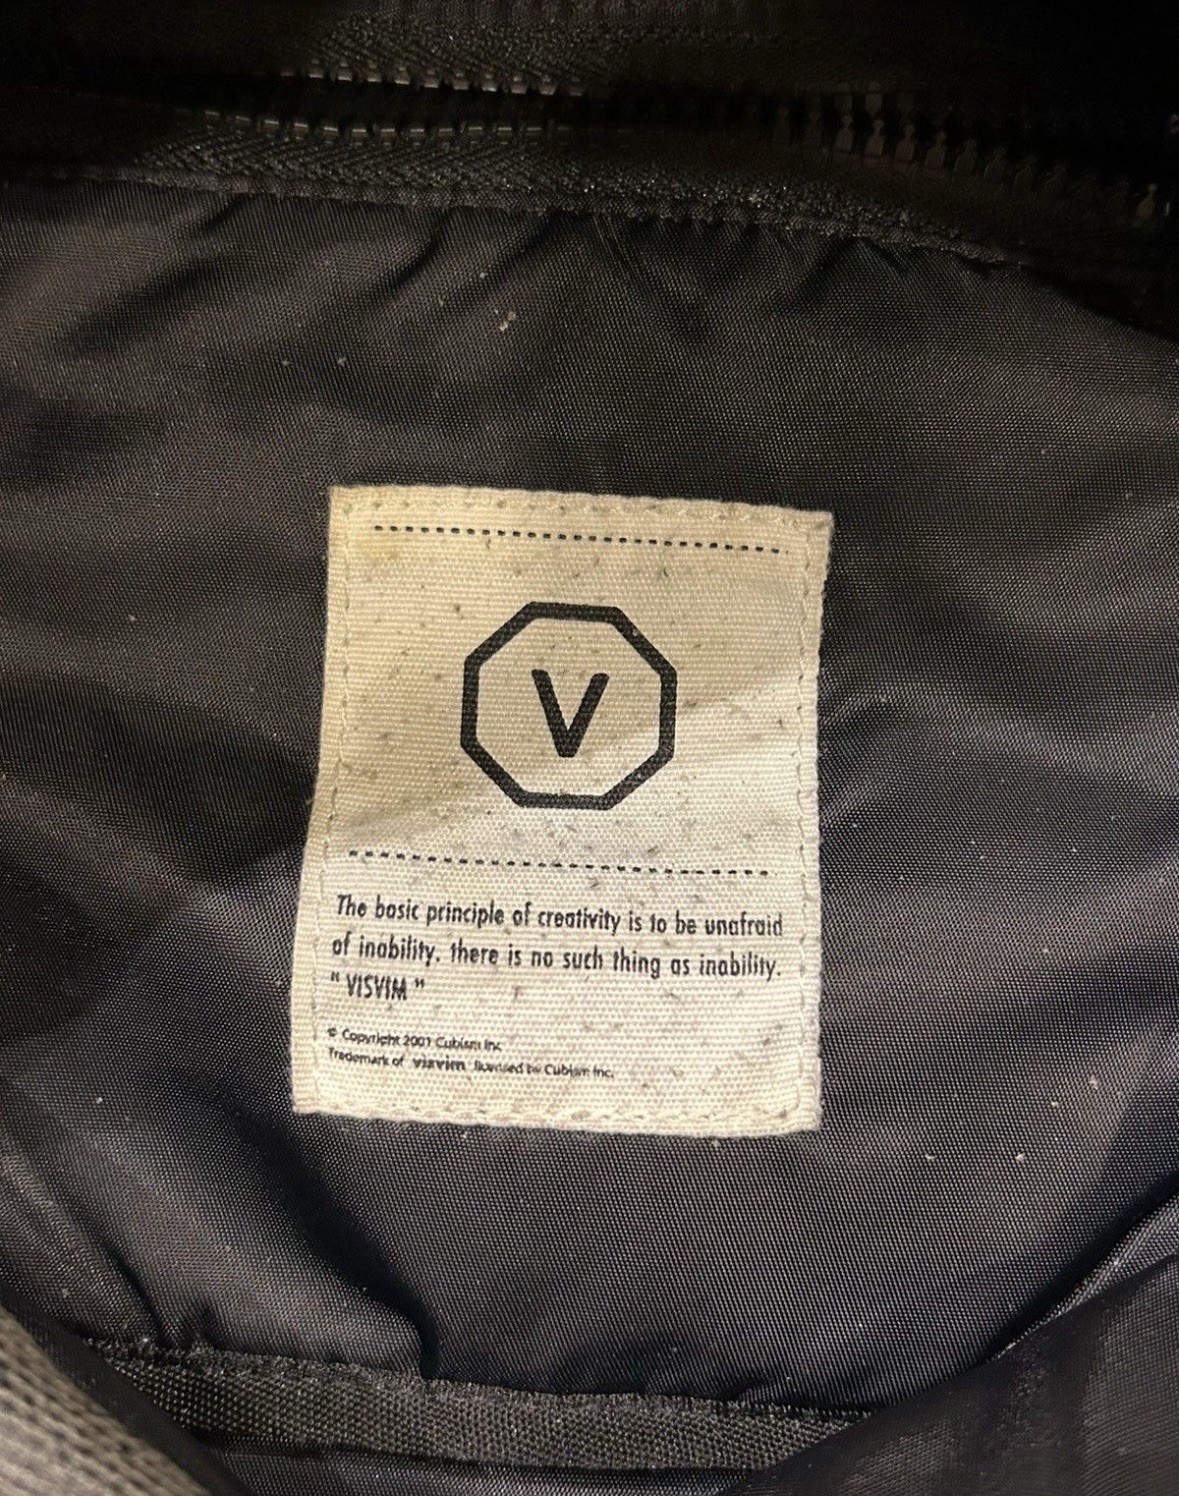 V
The basic principle of creativity is to be unafraid
of inability. there is no such thing as inability.
" VISVIM "
© Copyright 2001 Cubism Inc
Trademark of visvim licensed by Cubism Inc.